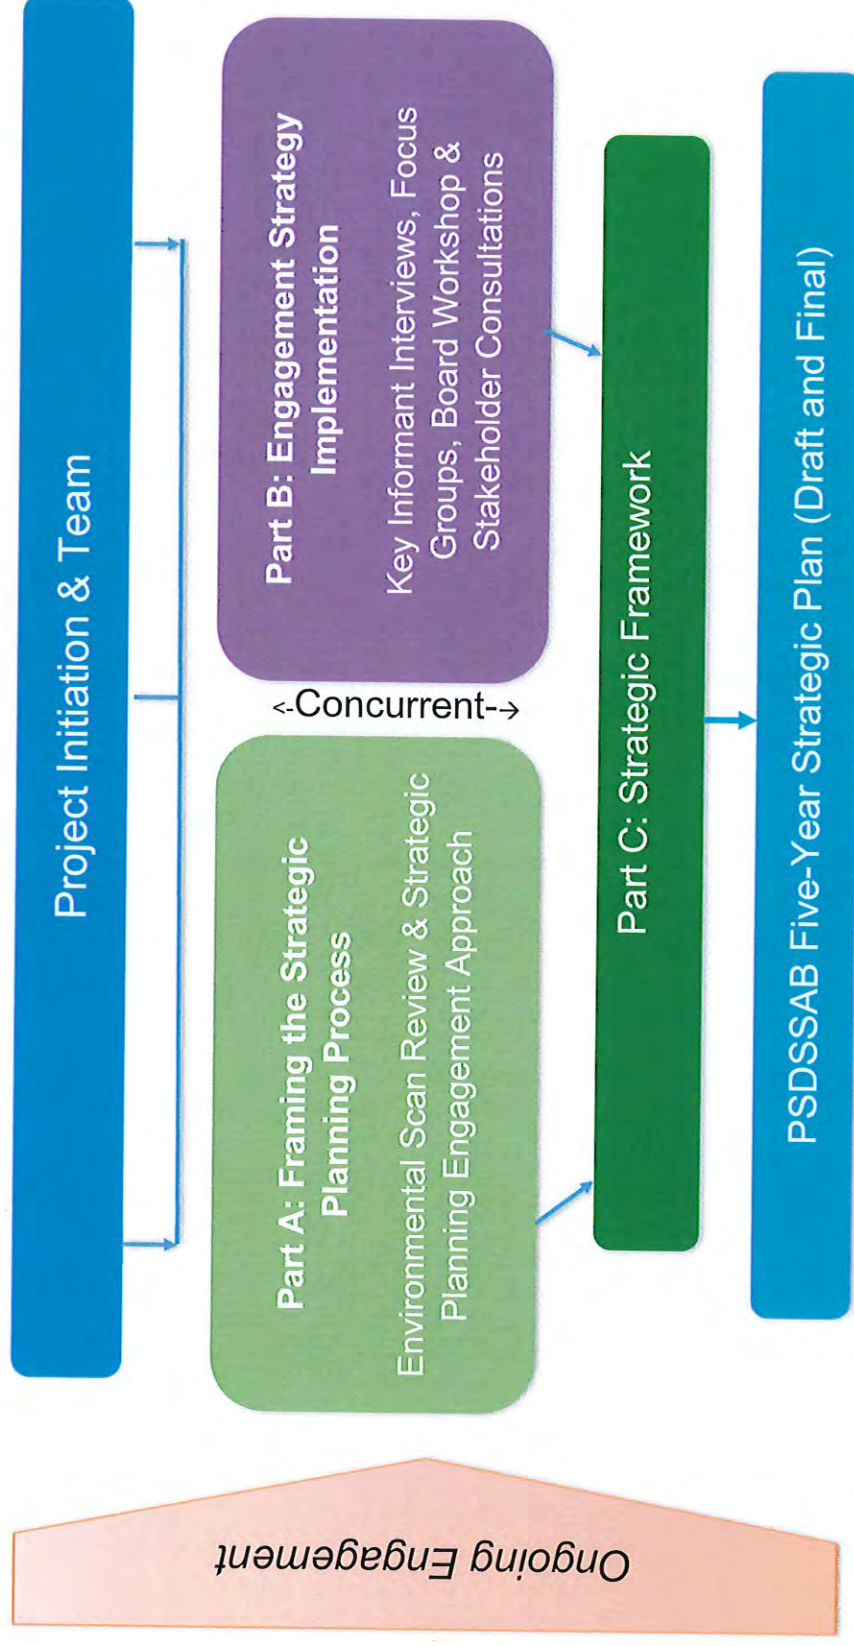 Project Initiation & Team
Part A: Framing the Strategic
Planning Process
Environmental Scan Review & Strategic
Planning Engagement Approach
<-Concurrent-→
Part B: Engagement Strategy
Implementation
Key Informant Interviews, Focus
Groups, Board Workshop &
Stakeholder Consultations
Part C: Strategic Framework
PSDSSAB Five-Year Strategic Plan (Draft and Final)
Ongoing Engagement